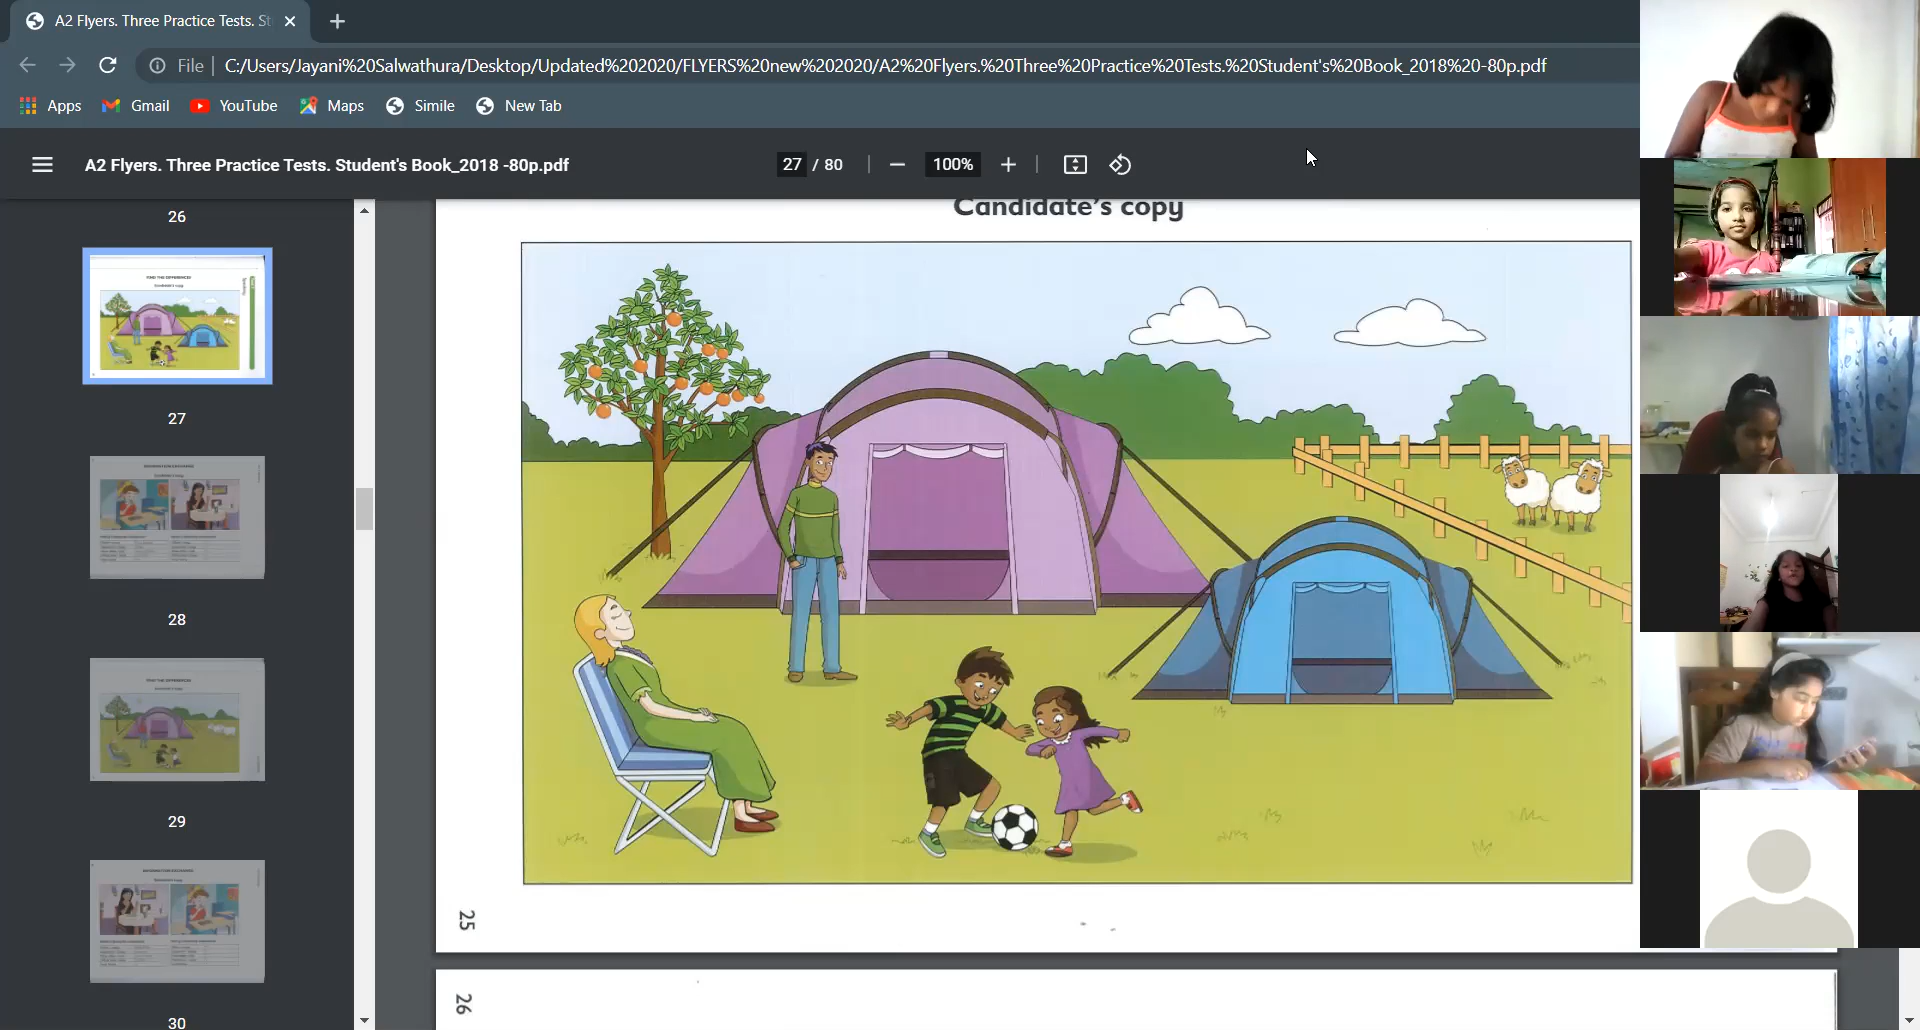 A2 Flyers. Three Practice Tests. St
File
C:/Users/Jayani%20Salwathura/Desktop/Updated%202020/FLYERS%20new%202020/A2%20Flyers.%20Three%20Practice%20Tests.%20Student's%20Book_2018%20-80p.pdf
Apps
Gmail
YouTube
Maps
Simile
New Tab
A2 Flyers. Three Practice Tests. Student's Book_2018 -80p.pdf
27 / 80
100%
26
27
28
29
30
Candidate's copy
25
26